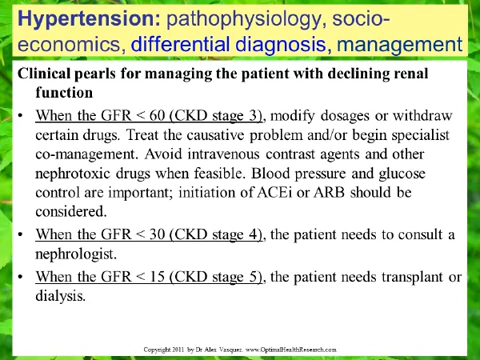 Hypertension: pathophysiology, socio-
economics, differential diagnosis, management
Clinical pearls for managing the patient with declining renal
function
• When the GFR < 60 (CKD stage 3), modify dosages or withdraw
certain drugs. Treat the causative problem and/or begin specialist
co-management. Avoid intravenous contrast agents and other
nephrotoxic drugs when feasible. Blood pressure and glucose
control are important; initiation of ACEi or ARB should be
considered.
• When the GFR < 30 (CKD stage 4), the patient needs to consult a
nephrologist.
• When the GFR < 15 (CKD stage 5), the patient needs transplant or
dialysis.
Copyright 2011 by Dr Alex Vasquez www.OptimalHealthResearch.com